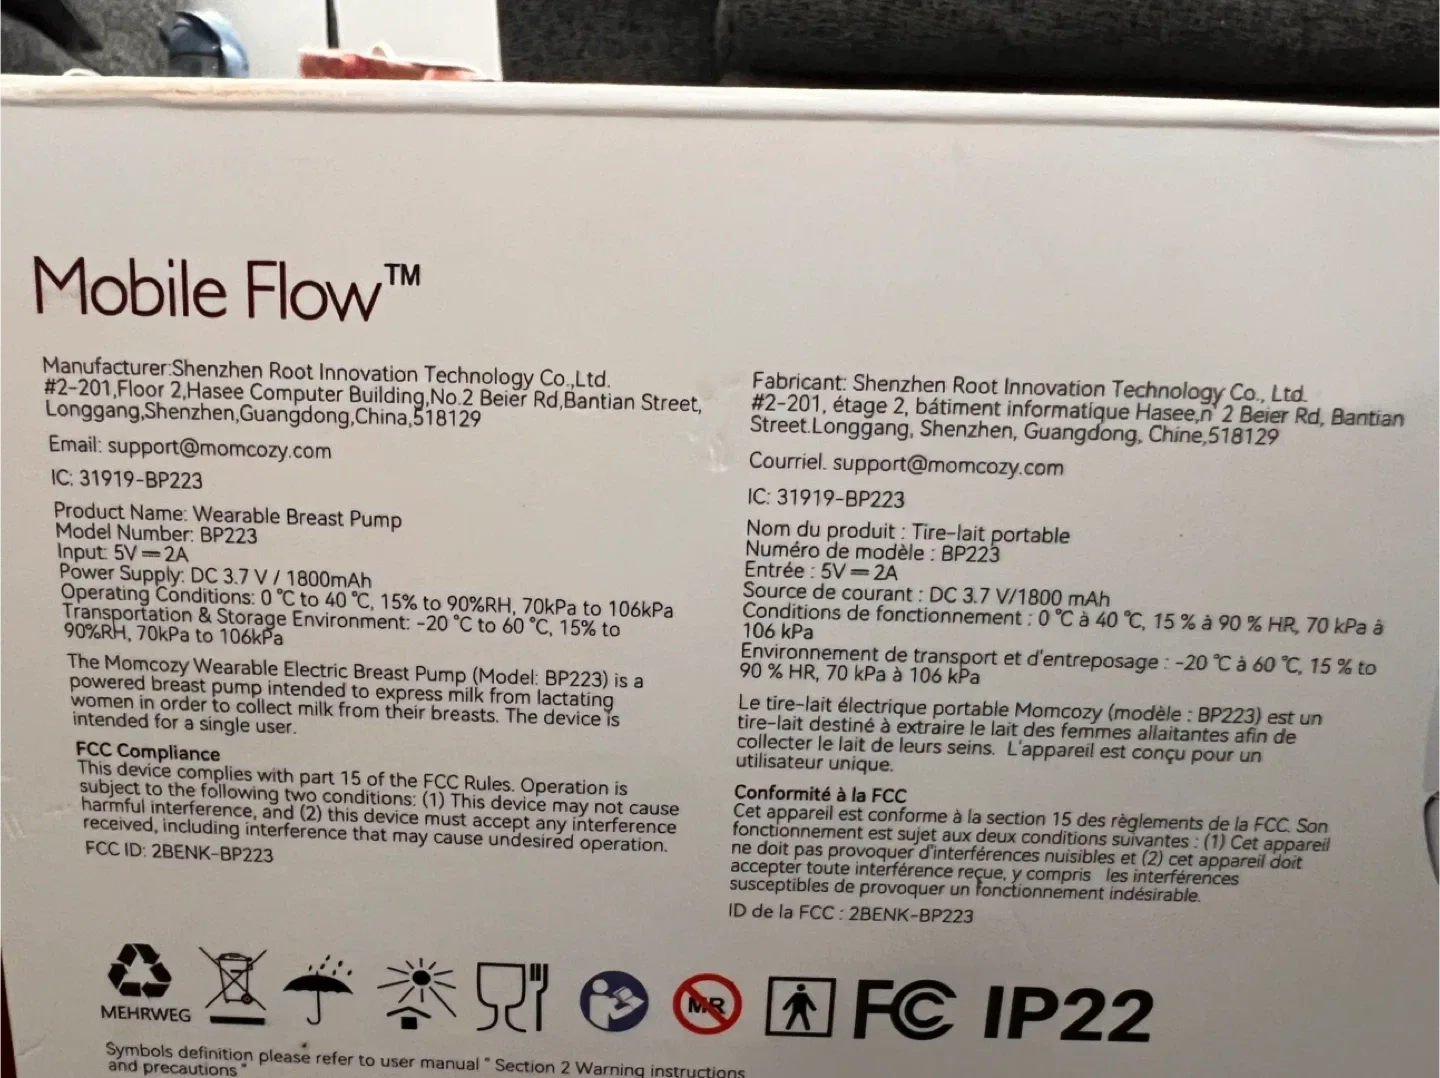 Mobile Flow™
Manufacturer:Shenzhen Root Innovation Technology Co.,Ltd.
#2-201,Floor 2,Hasee Computer Building,No.2 Beier Rd,Bantian Street,
Longgang,Shenzhen,Guangdong,China,518129
Email: support@momcozy.com
IC: 31919-BP223
Product Name: Wearable Breast Pump
Model Number: BP223
Input: 5V⎓2A
Power Supply: DC 3.7 V / 1800mAh
Operating Conditions: 0 °C to 40 °C, 15% to 90%RH, 70kPa to 106kPa
Transportation & Storage Environment: -20 °C to 60 °C, 15% to
90%RH, 70kPa to 106kPa
The Momcozy Wearable Electric Breast Pump (Model: BP223) is a
powered breast pump intended to express milk from lactating
women in order to collect milk from their breasts. The device is
intended for a single user.
FCC Compliance
This device complies with part 15 of the FCC Rules. Operation is
subject to the following two conditions: (1) This device may not cause
harmful interference, and (2) this device must accept any interference
received, including interference that may cause undesired operation.
FCC ID: 2BENK-BP223
Fabricant: Shenzhen Root Innovation Technology Co., Ltd.
#2-201, étage 2, bátiment informatique Hasee,n° 2 Beier Rd, Bantian
Street.Longgang, Shenzhen, Guangdong, Chine,518129
Courriel. support@momcozy.com
IC: 31919-BP223
Nom du produit : Tire-lait portable
Numéro de modèle : BP223
Entrée : 5V⎓2A
Source de courant : DC 3.7 V/1800 mAh
Conditions de fonctionnement : 0 °C à 40 °C, 15 % à 90 % HR, 70 kPa à
106 kPa
Environnement de transport et d'entreposage : -20 °C à 60 °C, 15 % to
90 % HR, 70 kPa à 106 kPa
Le tire-lait électrique portable Momcozy (modèle : BP223) est un
tire-lait destiné à extraire le lait des femmes allaitantes afin de
collecter le lait de leurs seins. L'appareil est conçu pour un
utilisateur unique.
Conformité à la FCC
Cet appareil est conforme à la section 15 des règlements de la FCC. Son
fonctionnement est sujet aux deux conditions suivantes : (1) Cet appareil
ne doit pas provoquer d'interférences nuisibles et (2) cet appareil doit
accepter toute interférence reçue, y compris les interférences
susceptibles de provoquer un fonctionnement indésirable.
ID de la FCC : 2BENK-BP223
MEHRWEG
MR
FC IP22
Symbols definition please refer to user manual " Section 2 Warning instructions
and precautions "